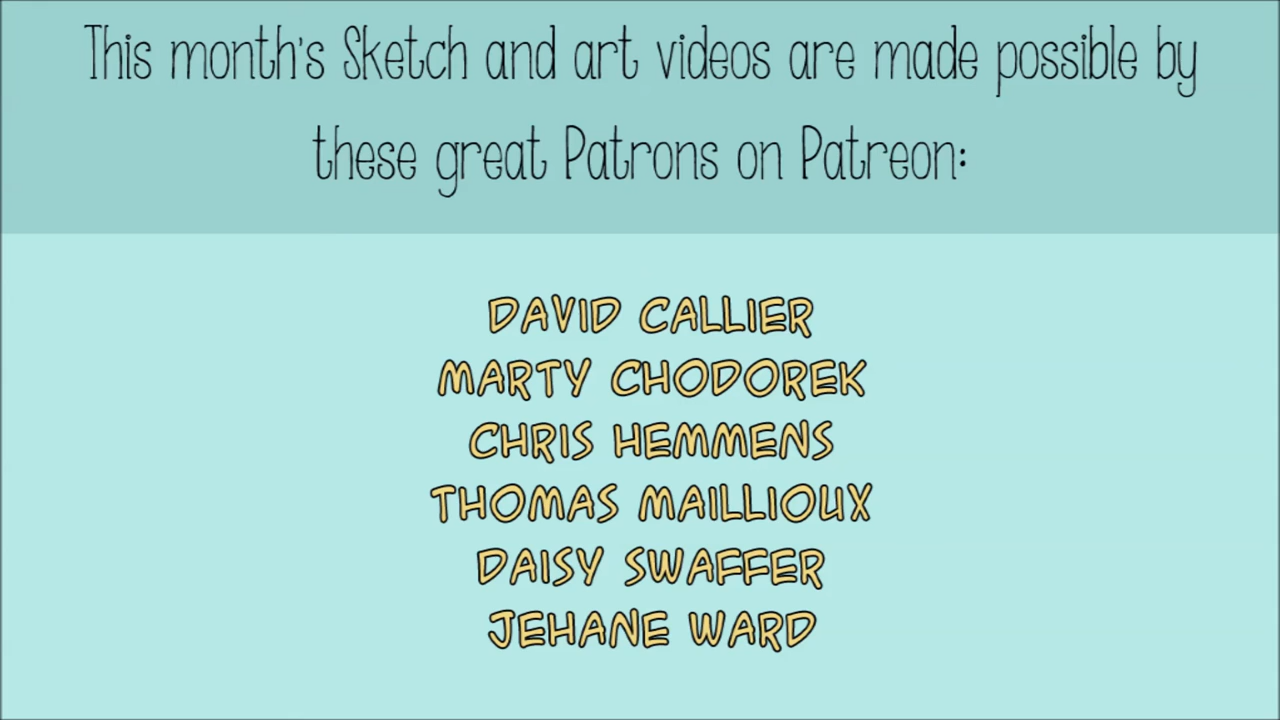 This month's Sketch and art videos are made possible by
these great Patrons on Patreon:
DAVID CALLIER
MARTY CHODOREK
CHRIS HEMMENS
THOMAS MAILLIOUX
DAISY SWAFFER
JEHANE WARD